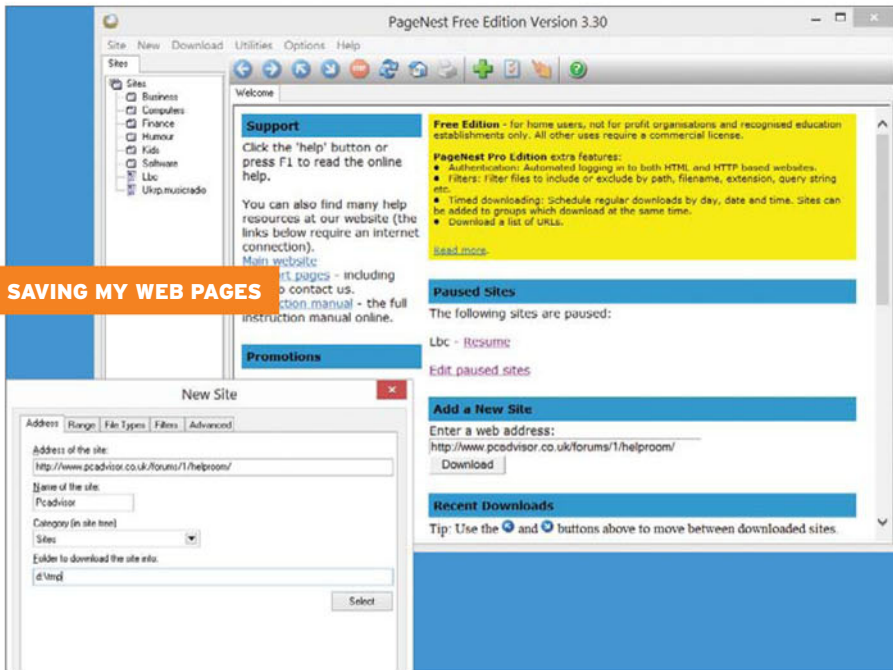 PageNest Free Edition Version 3.30
Site New Download Utilities Options Help
Sites
Sites
Business
Computers
Finance
Humour
Kids
Software
Lbc
Ukrp.musicradio
STOP
Welcome
Support
Click the 'help' button or
press F1 to read the online
help.
You can also find many help
resources at our website (the
links below require an internet
connection).
Main website
rt pages - including
o contact us.
ction manual - the full
instruction manual online.
Promotions
Free Edition - for home users, not for profit organisations and recognised education
establishments only. All other uses require a commercial license.
PageNest Pro Edition extra features:
● Authentication: Automated logging in to both HTML and HTTP based websites.
● Filters: Filter files to include or exclude by path, filename, extension, query string
etc.
● Timed downloading: Schedule regular downloads by day, date and time. Sites can
be added to groups which download at the same time.
● Download a list of URLs.
Read more.
Paused Sites
The following sites are paused:
Lbc - Resume
Edit paused sites
Add a New Site
Enter a web address:
http://www.pcadvisor.co.uk/forums/1/helproom/
Download
Recent Downloads
Tip: Use the and buttons above to move between downloaded sites.
SAVING MY WEB PAGES
New Site
Address Range File Types Filters Advanced
Address of the site:
http://www.pcadvisor.co.uk/forums/1/helproom/
Name of the site:
Pcadvisor
Category (in site tree)
Sites
Folder to download the site into:
d:\tmp
Select